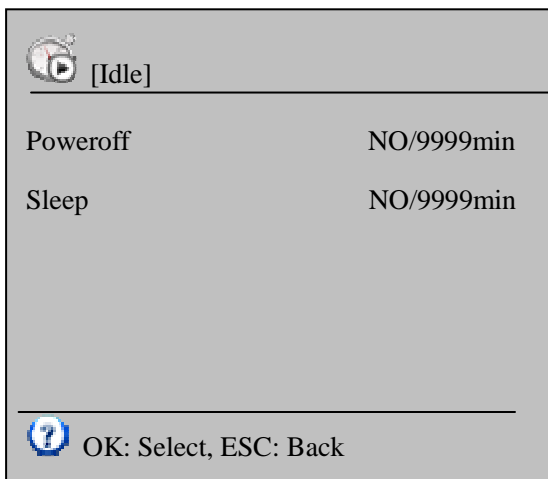 [Idle]
Poweroff NO/9999min
Sleep NO/9999min
? OK: Select, ESC: Back